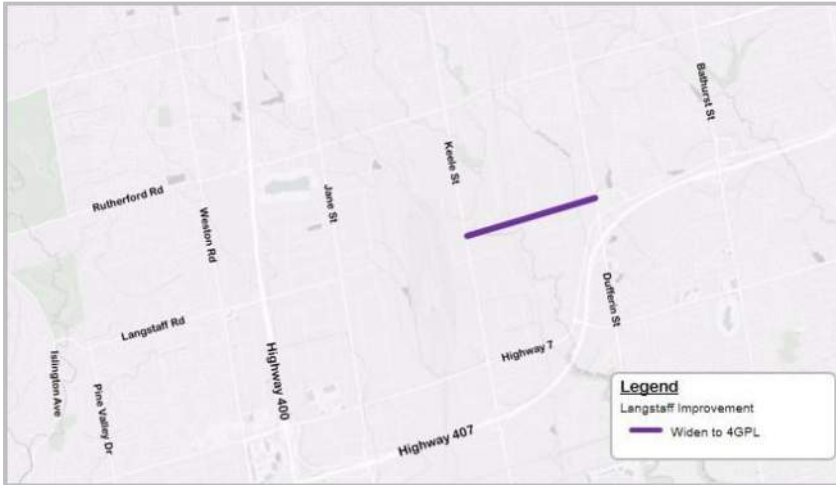 Bathurst St
Keele St
Rutherford Rd
Jane St
Weston Rd
Dufferin St
Langstaff Rd
Highway 7
Highway 400
Islington Ave
Pine Valley Dr
Highway 407
Legend
Langstaff Improvement
Widen to 4GPL